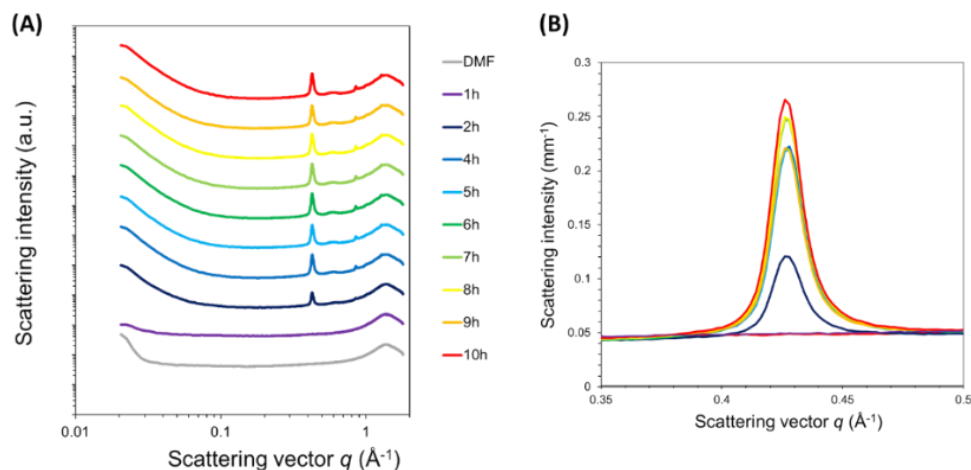 (A)
Scattering intensity (a.u.)
0.01
0.1
1
Scattering vector q (Å⁻¹)
DMF
1h
2h
4h
5h
6h
7h
8h
9h
10h
(B)
Scattering intensity (mm⁻¹)
0.3
0.25
0.2
0.15
0.1
0.05
0
0.35
0.4
0.45
0.5
Scattering vector q (Å⁻¹)